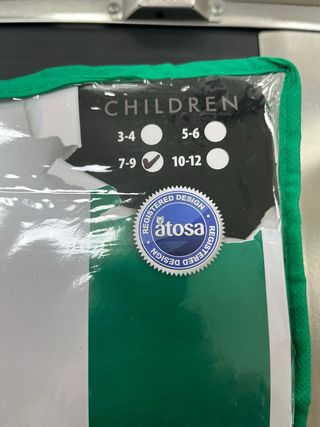 CHILDREN
3-4 5-6
7-9 10-12
REGISTERED DESIGN
atosa
REGISTERED DESIGN